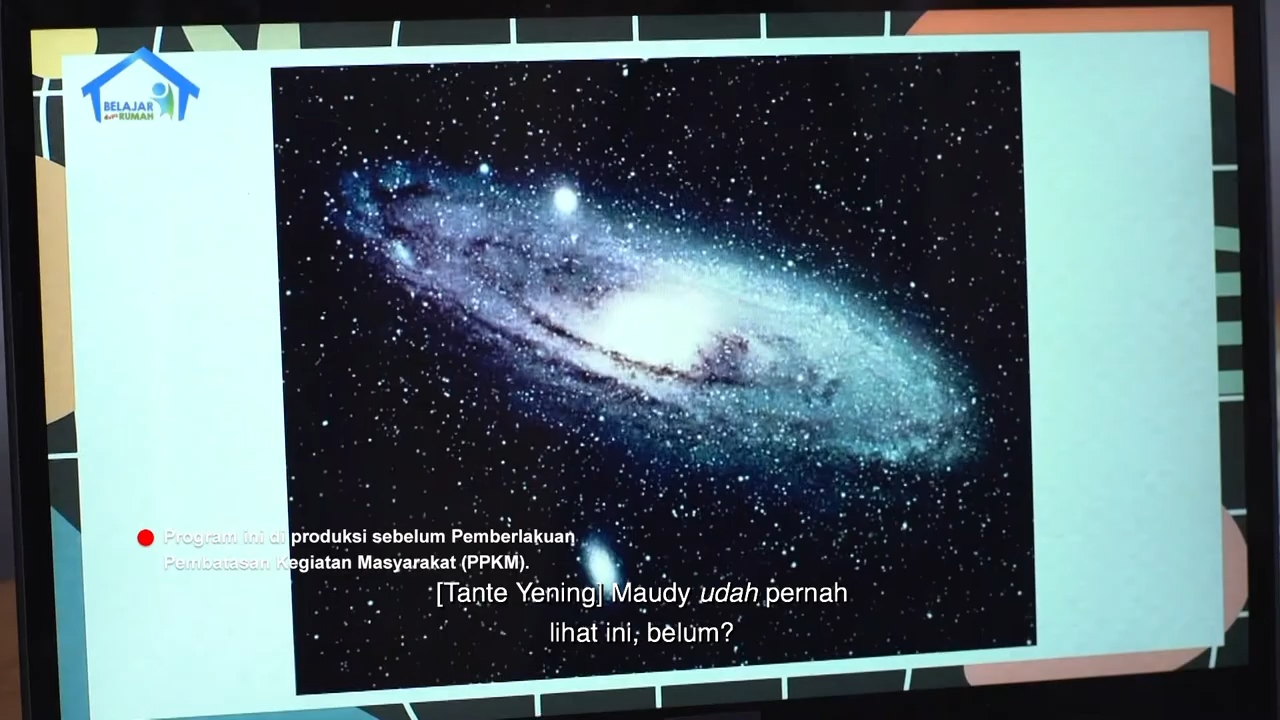 BELAJAR
dari RUMAH
Program ini di produksi sebelum Pemberlakuan
Pembatasan Kegiatan Masyarakat (PPKM).
[Tante Yening] Maudy udah pernah
lihat ini, belum?